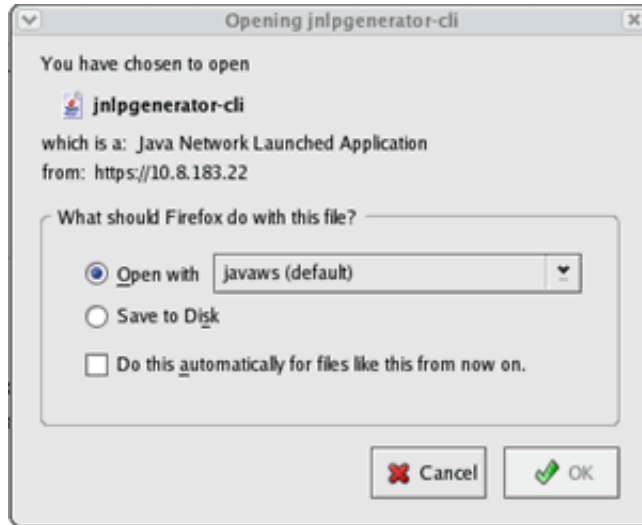 Opening jnlpgenerator-cli
You have chosen to open
jnlpgenerator-cli
which is a: Java Network Launched Application
from: https://10.8.183.22
What should Firefox do with this file?
Open with javaws (default)
Save to Disk
Do this automatically for files like this from now on.
Cancel OK